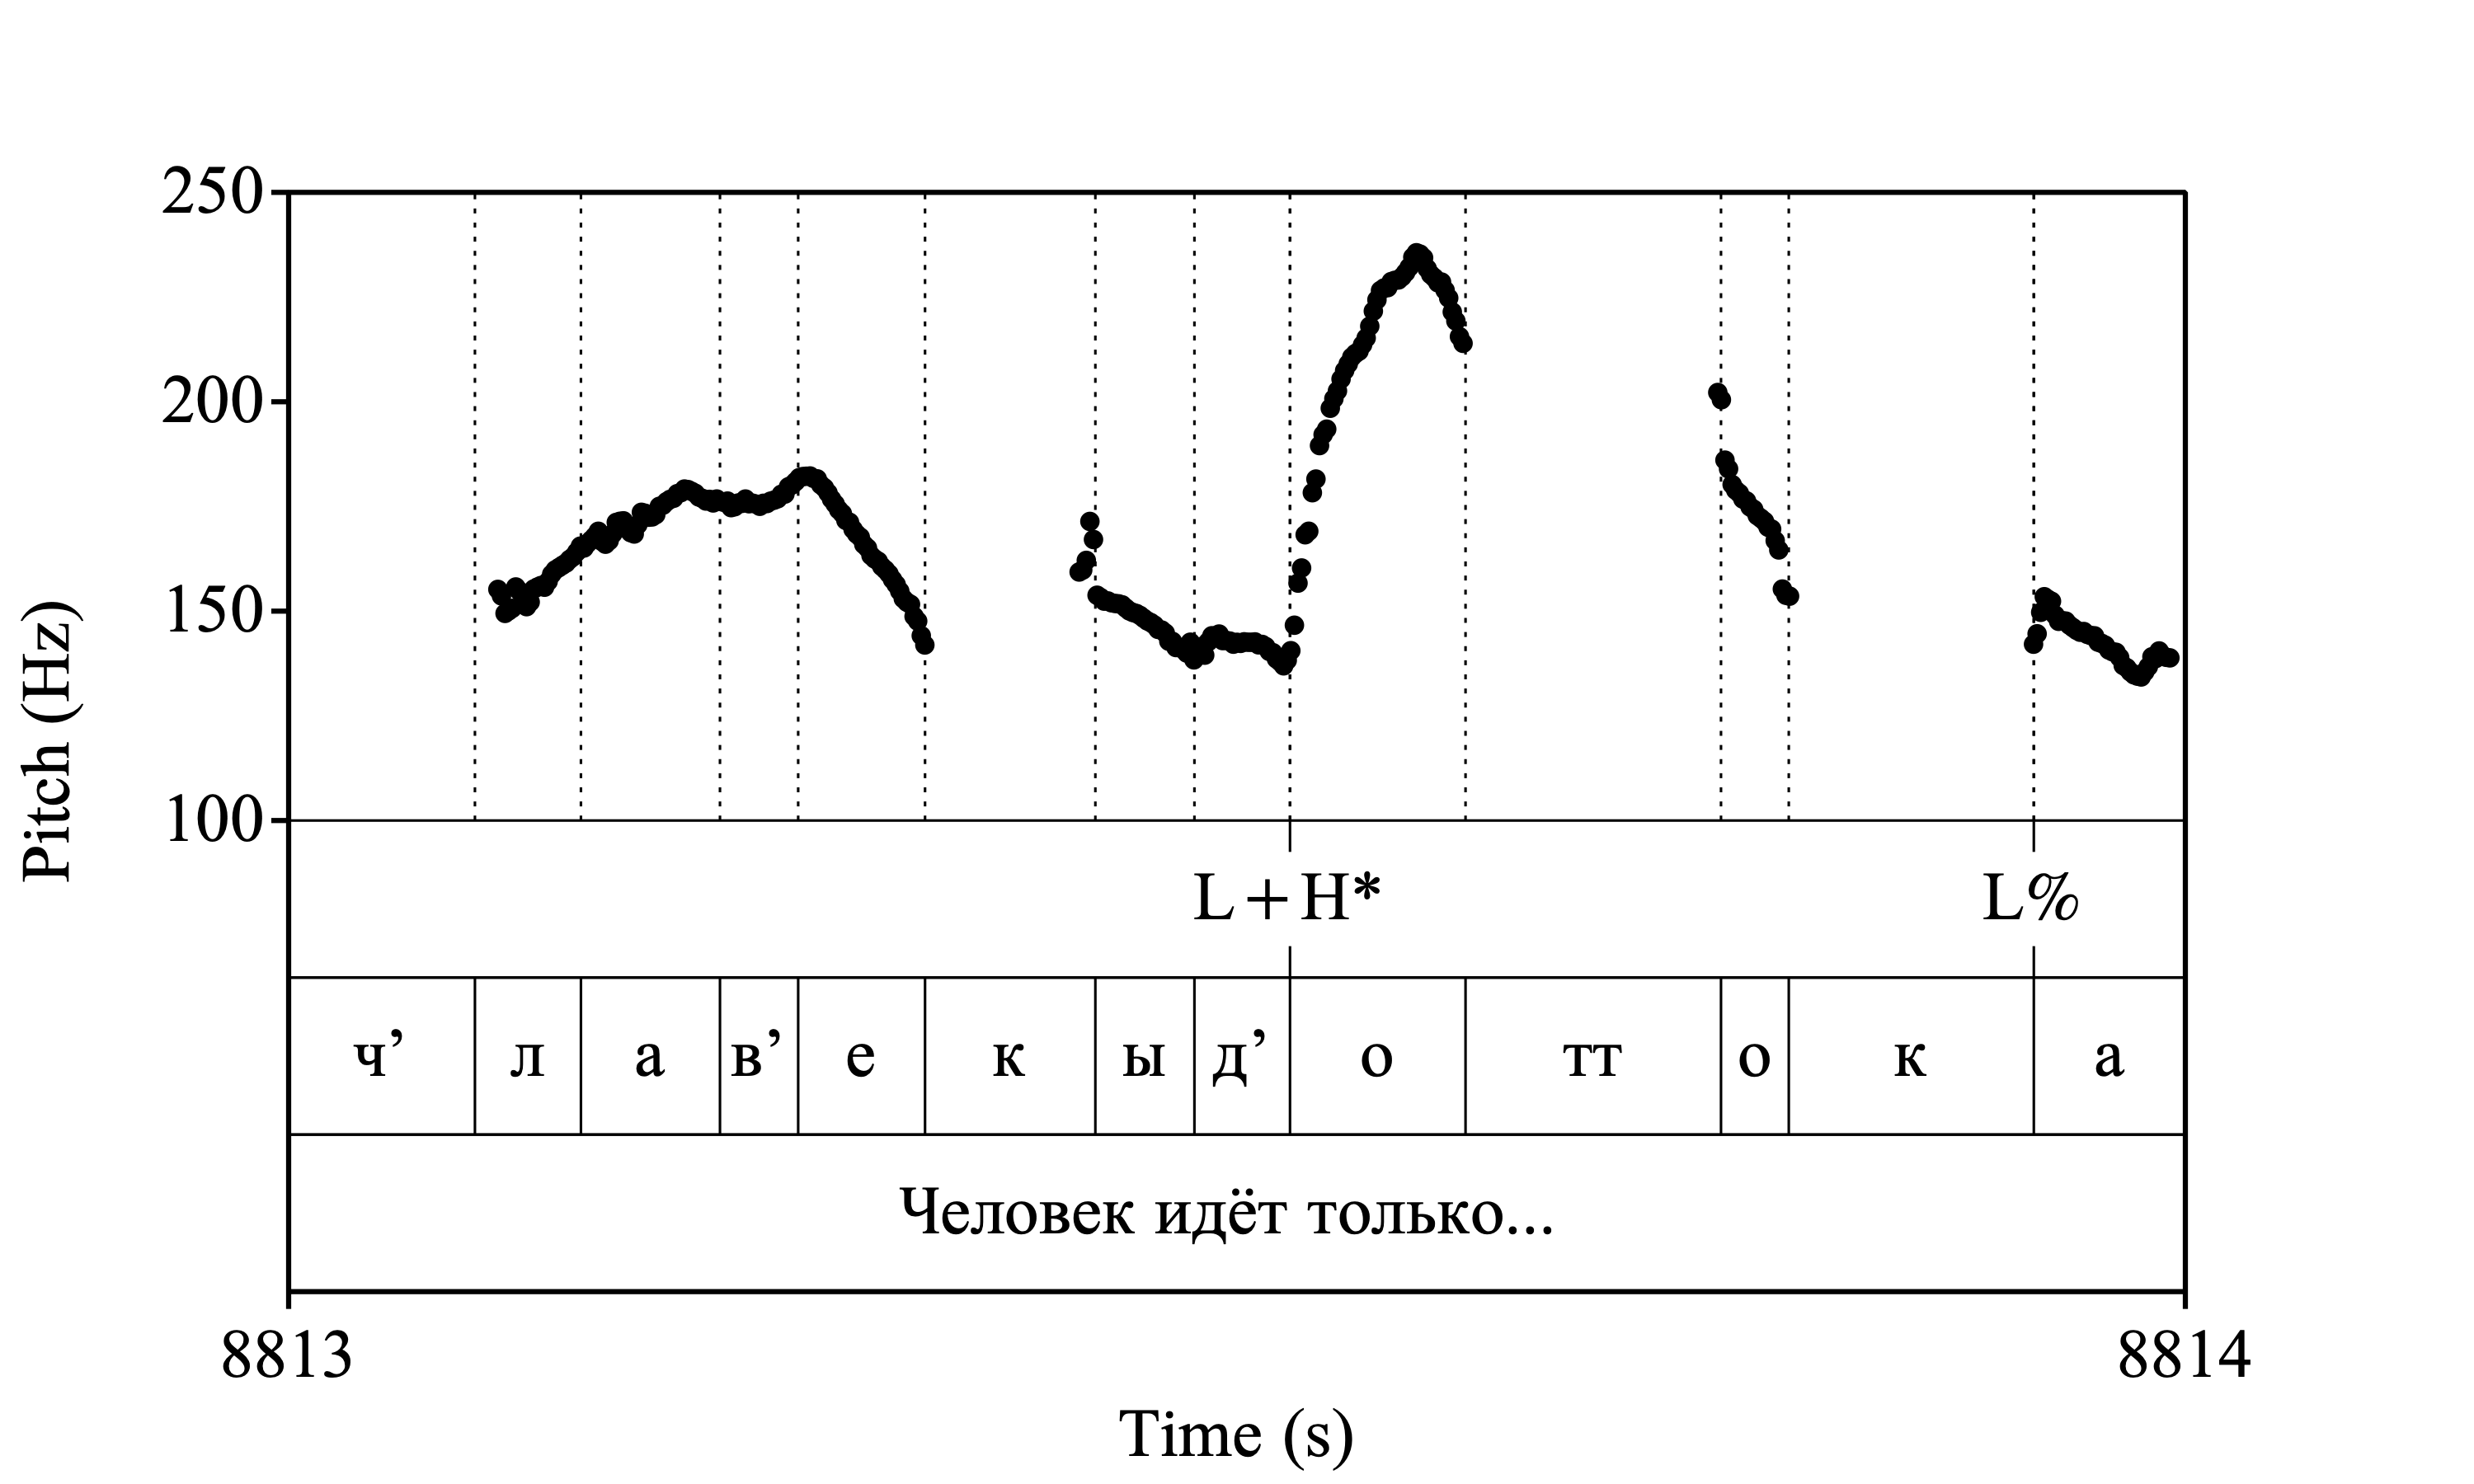 250
200
150
100
Pitch (Hz)
L+H* L%
ч’ л а в’ е к ы д’ о тт о к а
Человек идёт только...
8813 8814
Time (s)